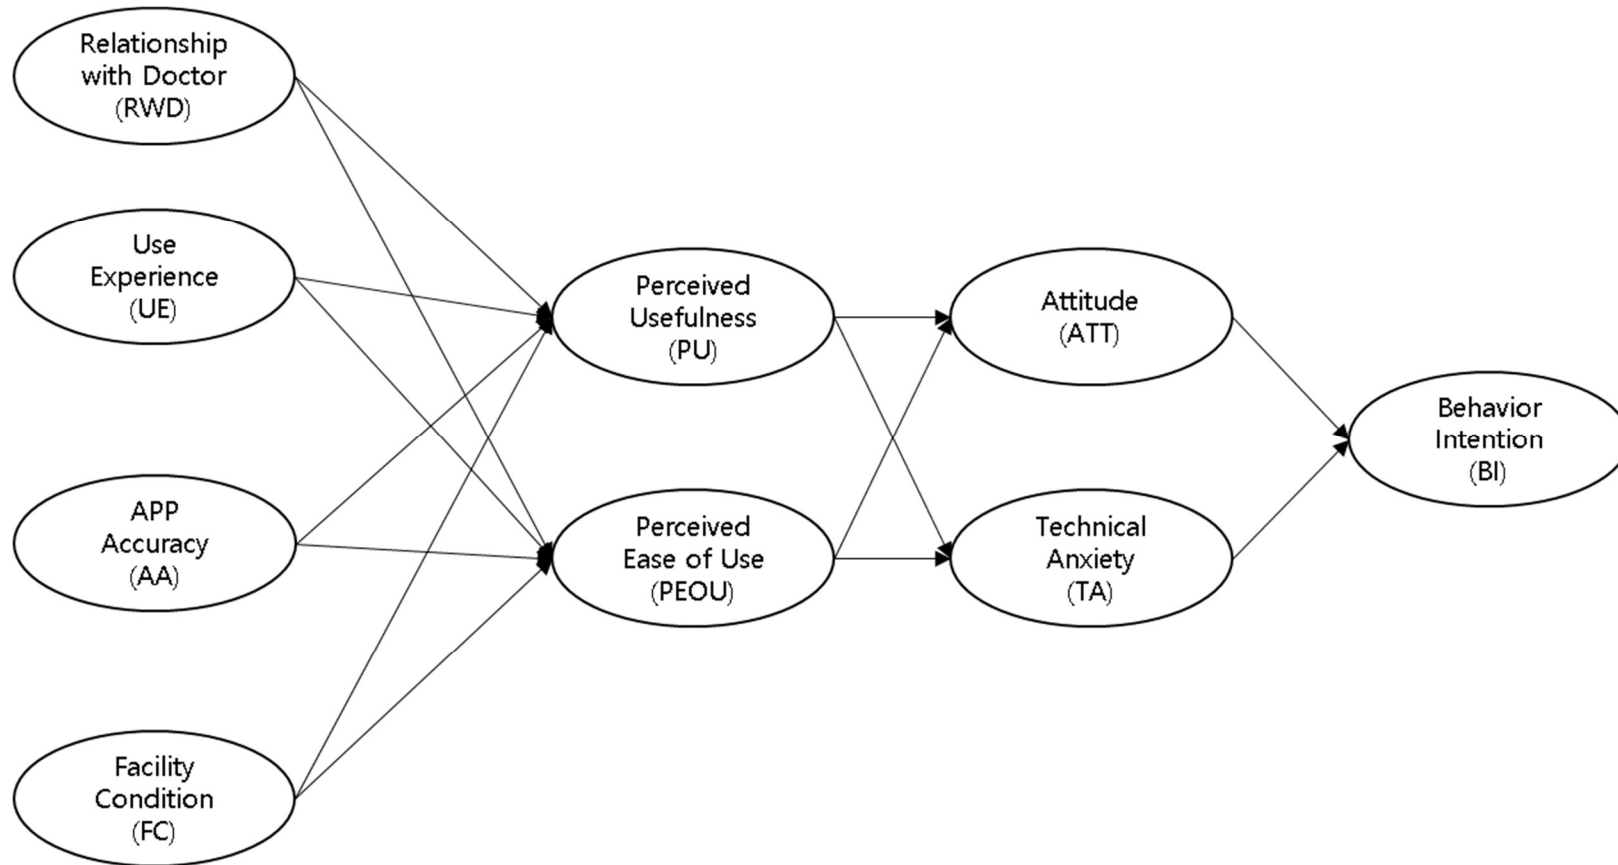 Relationship
with Doctor
(RWD)
Use
Experience
(UE)
APP
Accuracy
(AA)
Facility
Condition
(FC)
Perceived
Usefulness
(PU)
Perceived
Ease of Use
(PEOU)
Attitude
(ATT)
Technical
Anxiety
(TA)
Behavior
Intention
(BI)